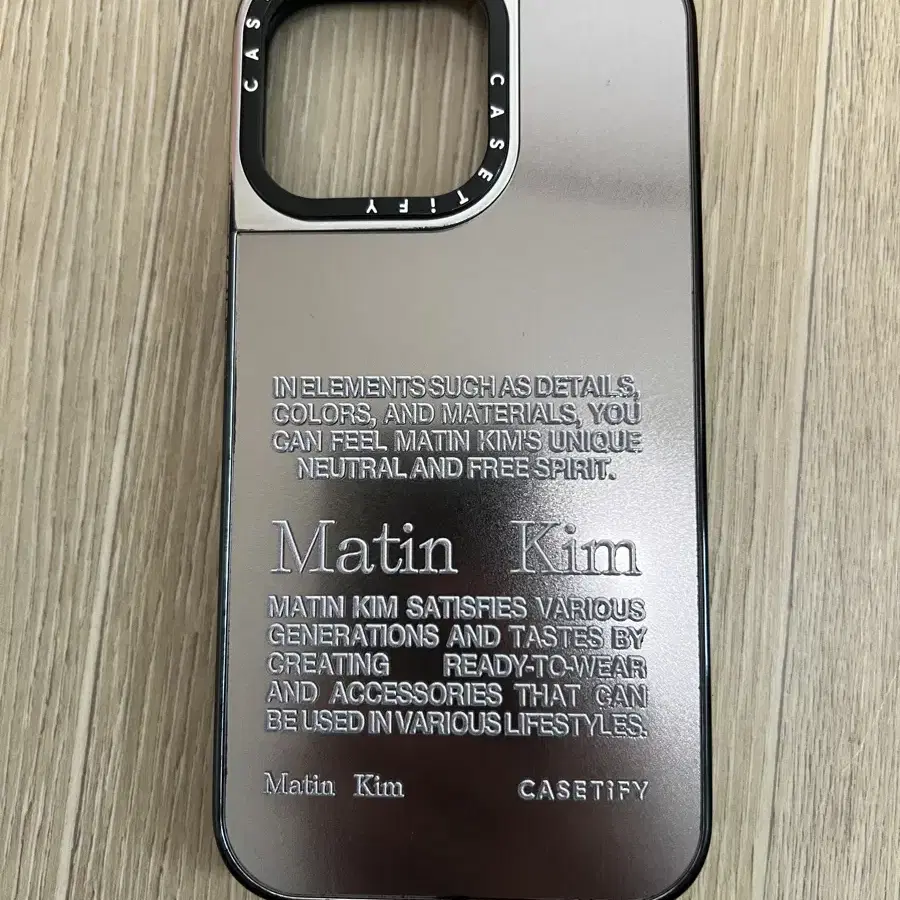 CAS
CASETiFY
IN ELEMENTS SUCH AS DETAILS,
COLORS, AND MATERIALS, YOU
CAN FEEL MATIN KIM'S UNIQUE
NEUTRAL AND FREE SPIRIT.
Matin Kim
MATIN KIM SATISFIES VARIOUS
GENERATIONS AND TASTES BY
CREATING READY-TO-WEAR
AND ACCESSORIES THAT CAN
BE USED IN VARIOUS LIFESTYLES.
Matin Kim CASETiFY